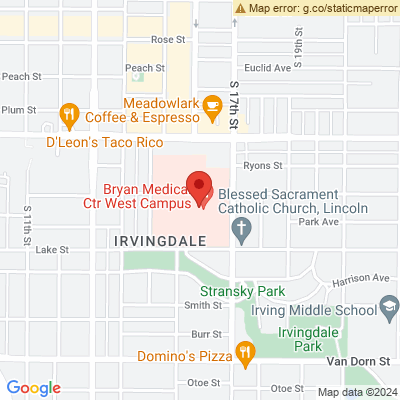 Map error: g.co/staticmaperror
Rose St
S 19th St
Euclid Ave
Peach St
Peach St
S 17th St
Plum St
Meadowlark
Coffee & Espresso
D'Leon's Taco Rico
Ryons St
Bryan Medical
Ctr West Campus
Blessed Sacrament
Catholic Church, Lincoln
S 11th St
Park Ave
IRVINGDALE
Lake St
Harrison Ave
Stransky Park
Smith St
Irving Middle School
Irvingdale
Park
Burr St
Domino's Pizza
Van Dorn St
Otoe St
Otoe St
Google
Map data ©2024